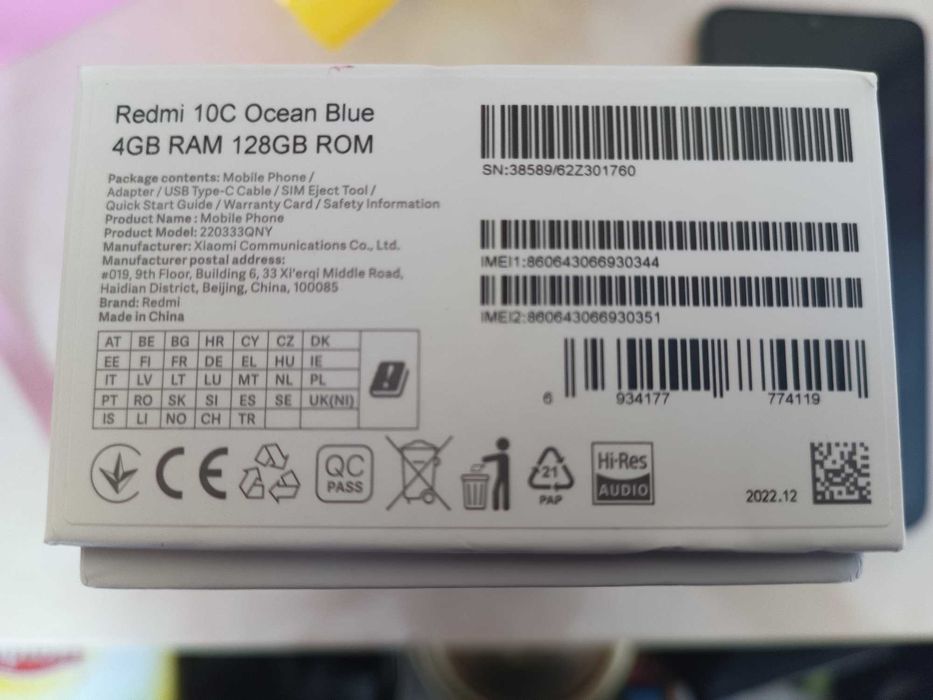 Redmi 10C Ocean Blue
4GB RAM 128GB ROM
Package contents: Mobile Phone /
Adapter / USB Type-C Cable / SIM Eject Tool /
Quick Start Guide / Warranty Card / Safety Information
Product Name : Mobile Phone
Product Model: 220333QNY
Manufacturer: Xiaomi Communications Co., Ltd.
Manufacturer postal address:
#019, 9th Floor, Building 6, 33 Xi'erqi Middle Road,
Haidian District, Beijing, China, 100085
Brand: Redmi
Made in China
SN:38589/62Z301760
IMEI1:860643066930344
IMEI2:860643066930351
6 934177 774119
AT BE BG HR CY CZ DK
EE FI FR DE EL HU IE
IT LV LT LU MT NL PL
PT RO SK SI ES SE UK(NI)
IS LI NO CH TR
CE
QC
PASS
21
PAP
Hi-Res
AUDIO
2022.12